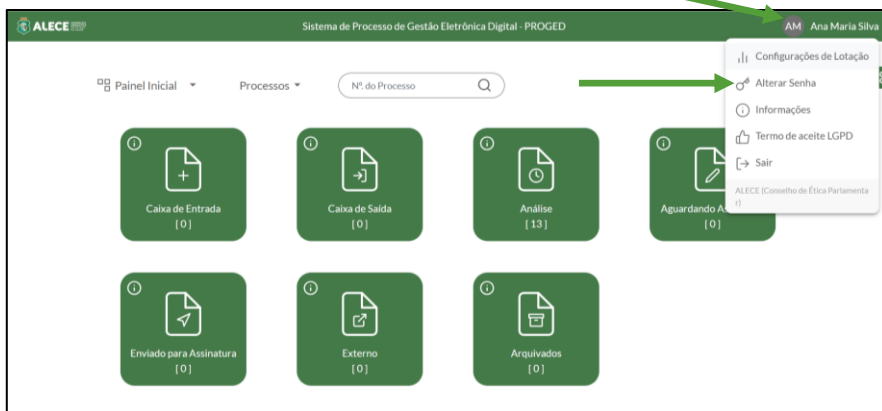 ALECE
Sistema de Processo de Gestão Eletrônica Digital - PROGED
AM Ana Maria Silva
Configurações de Lotação
Alterar Senha
Informações
Termo de aceite LGPD
Sair
ALECE (Conselho de Ética Parlamenta
r)
Painel Inicial
Processos
Nº. do Processo
Caixa de Entrada
[ 0 ]
Caixa de Saída
[ 0 ]
Análise
[ 13 ]
Aguardando A
[ 0 ]
Enviado para Assinatura
[ 0 ]
Externo
[ 0 ]
Arquivados
[ 0 ]